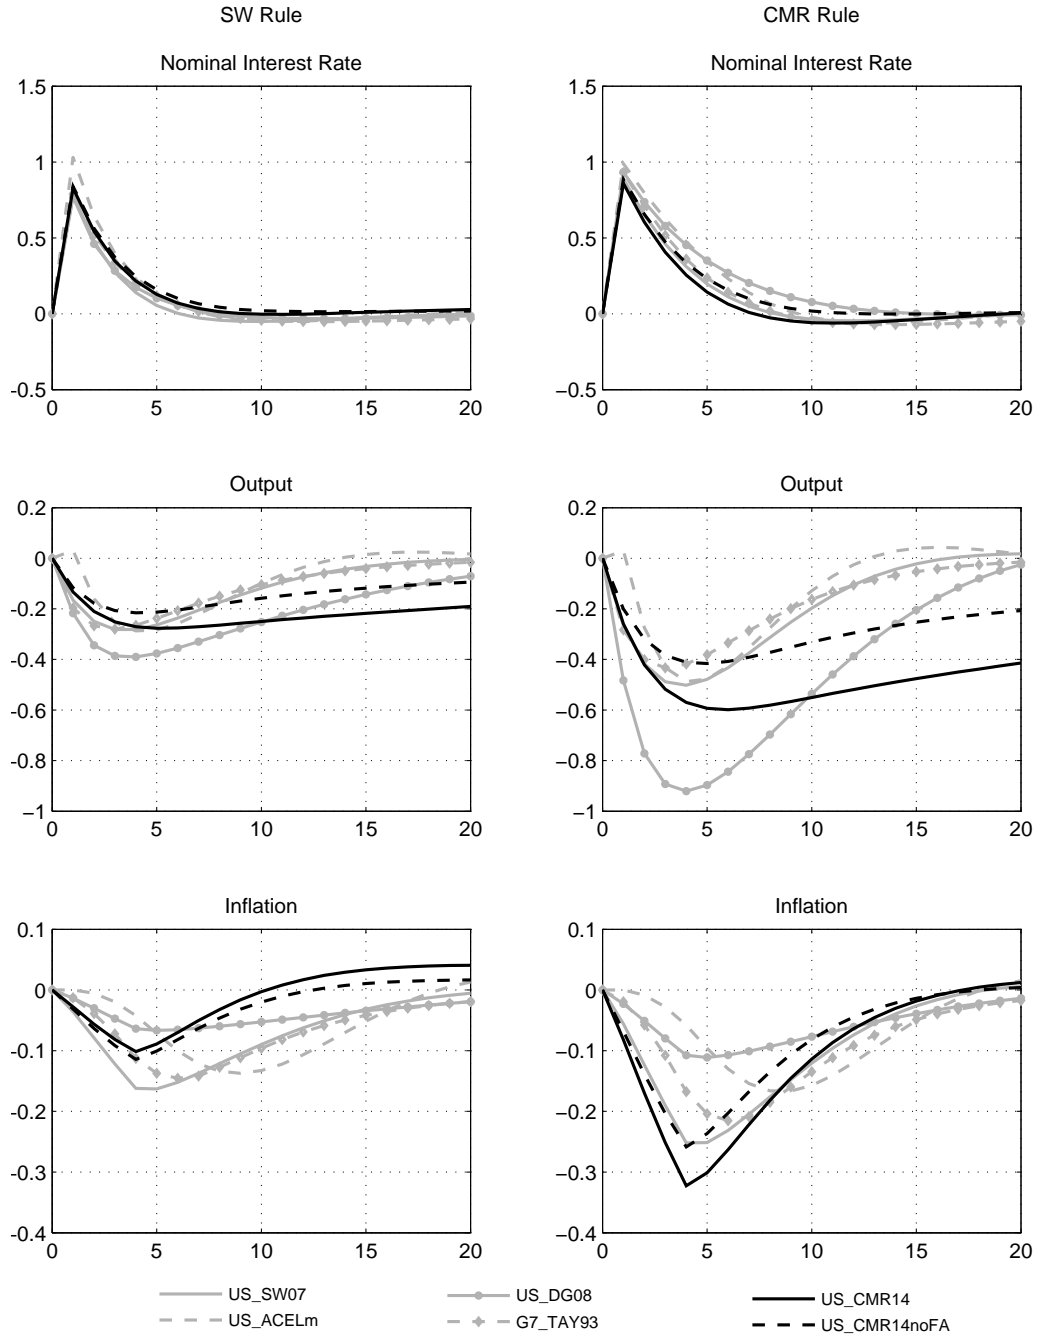 SW Rule
CMR Rule
Nominal Interest Rate
Nominal Interest Rate
1.5
1
0.5
0
-0.5
0 5 10 15 20
1.5
1
0.5
0
−0.5
0 5 10 15 20
Output
Output
0.2
0
-0.2
-0.4
-0.6
-0.8
−1
0 5 10 15 20
0.2
0
−0.2
−0.4
−0.6
−0.8
−1
0 5 10 15 20
Inflation
Inflation
0.1
0
-0.1
-0.2
-0.3
-0.4
0 5 10 15 20
0.1
0
−0.1
−0.2
−0.3
−0.4
0 5 10 15 20
US_SW07
US_DG08
US_CMR14
US_ACELm
G7_TAY93
US_CMR14noFA